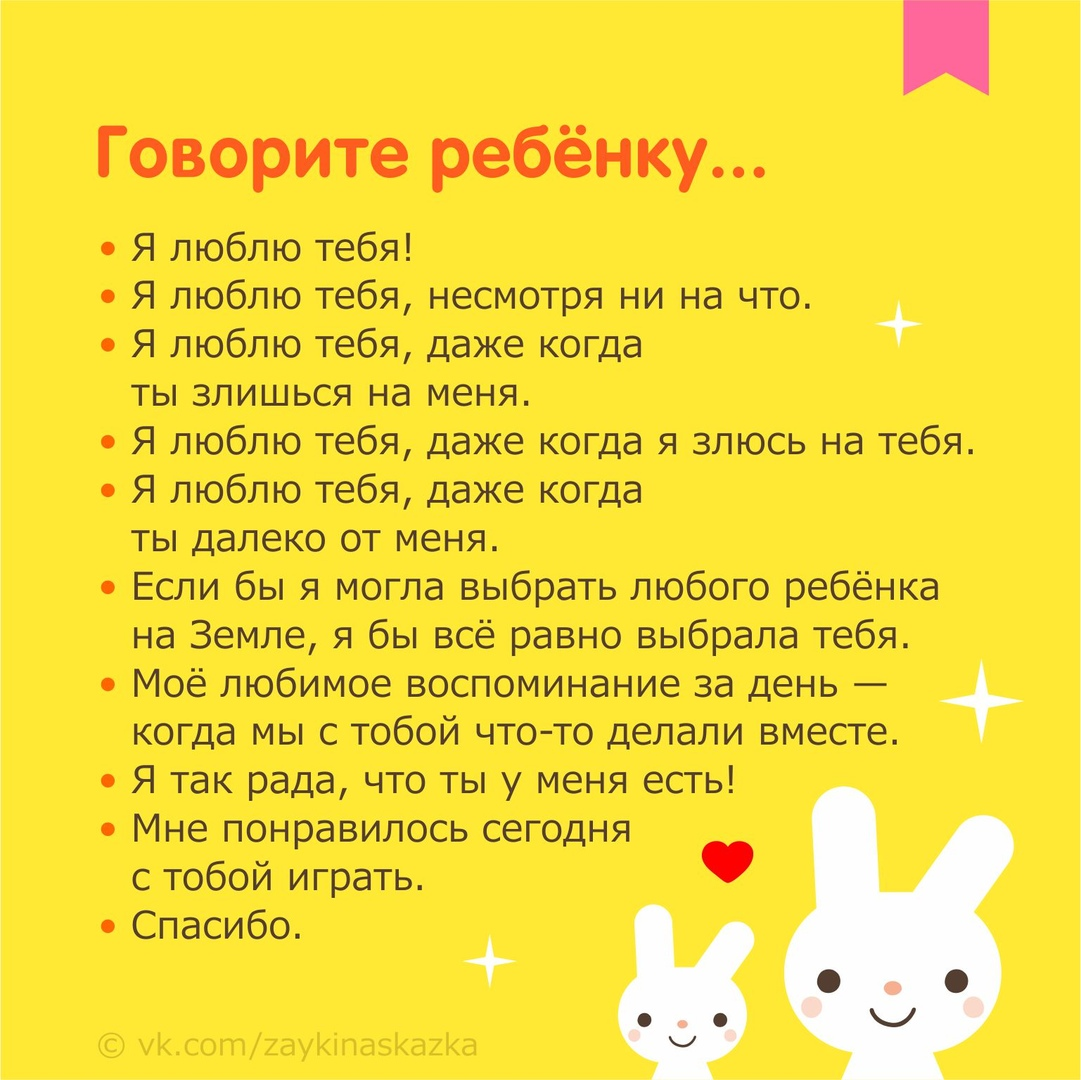 Говорите ребёнку...
• Я люблю тебя!
• Я люблю тебя, несмотря ни на что.
• Я люблю тебя, даже когда
ты злишься на меня.
• Я люблю тебя, даже когда я злюсь на тебя.
• Я люблю тебя, даже когда
ты далеко от меня.
• Если бы я могла выбрать любого ребёнка
на Земле, я бы всё равно выбрала тебя.
• Моё любимое воспоминание за день —
когда мы с тобой что-то делали вместе.
• Я так рада, что ты у меня есть!
• Мне понравилось сегодня
с тобой играть.
• Спасибо.
© vk.com/zaykinaskazka